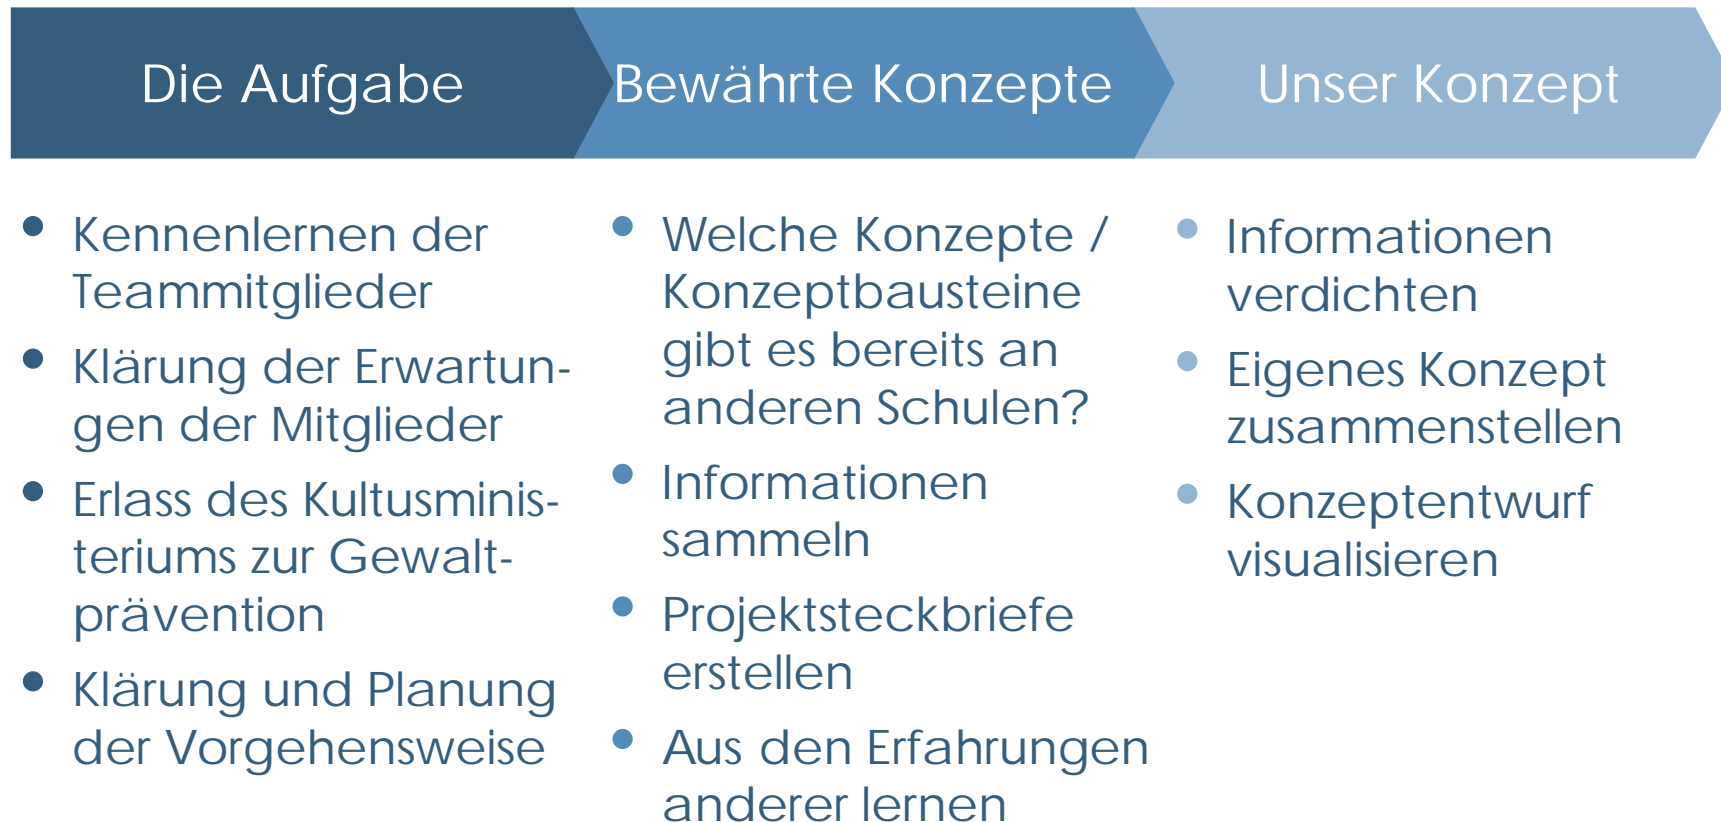 Die Aufgabe
Bewährte Konzepte
Unser Konzept
Kennenlernen der
Teammitglieder
Klärung der Erwartun-
gen der Mitglieder
Erlass des Kultusminis-
teriums zur Gewalt-
prävention
Klärung und Planung
der Vorgehensweise
Welche Konzepte /
Konzeptbausteine
gibt es bereits an
anderen Schulen?
Informationen
sammeln
Projektsteckbriefe
erstellen
Aus den Erfahrungen
anderer lernen
Informationen
verdichten
Eigenes Konzept
zusammenstellen
Konzeptentwurf
visualisieren